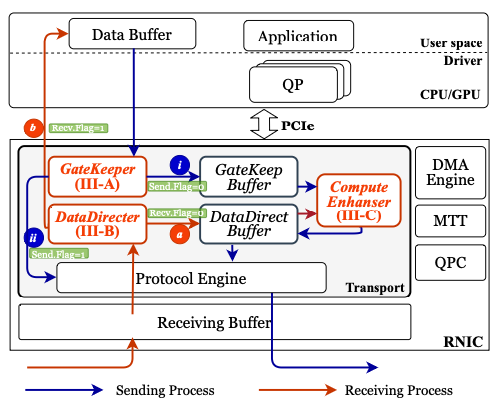 Data Buffer
Application
User space
Driver
QP
CPU/GPU
b
Recv.Flag=1
PCIe
GateKeeper
(III-A)
i
Send.Flag=0
GateKeep
Buffer
DMA
Engine
Compute
Enhanser
(III-C)
DataDirecter
(III-B)
Recv.Flag=0
a
DataDirect
Buffer
MTT
ii
Send.Flag=1
Protocol Engine
QPC
Transport
Receiving Buffer
RNIC
Sending Process
Receiving Process